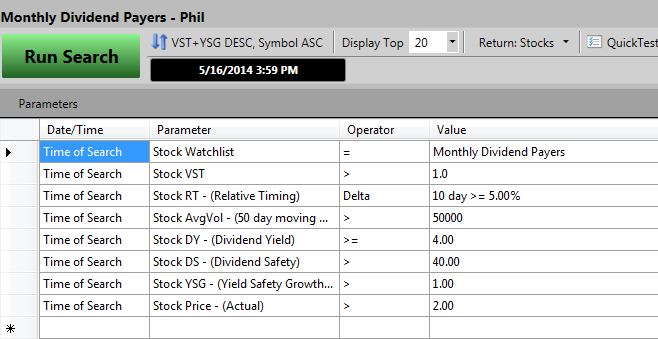 Monthly Dividend Payers - Phil
Run Search VST+YSG DESC, Symbol ASC Display Top 20 Return: Stocks QuickTest
5/16/2014 3:59 PM
Parameters
Date/Time Parameter Operator Value
Time of Search Stock Watchlist = Monthly Dividend Payers
Time of Search Stock VST > 1.0
Time of Search Stock RT - (Relative Timing) Delta 10 day >= 5.00%
Time of Search Stock AvgVol - (50 day moving ... > 50000
Time of Search Stock DY - (Dividend Yield) >= 4.00
Time of Search Stock DS - (Dividend Safety) > 40.00
Time of Search Stock YSG - (Yield Safety Growth... > 1.00
Time of Search Stock Price - (Actual) > 2.00